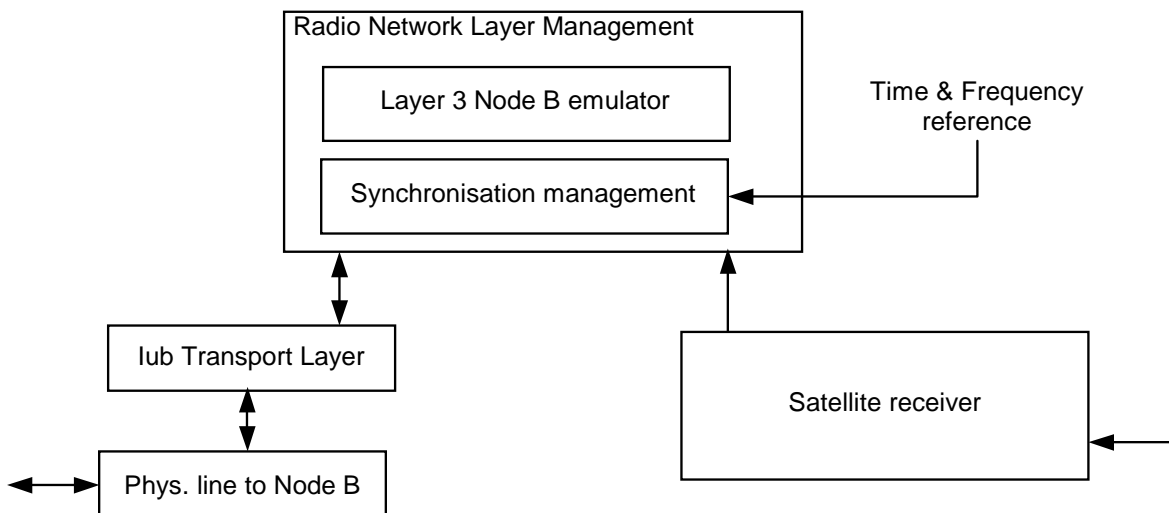 Radio Network Layer Management
Layer 3 Node B emulator
Time & Frequency
reference
Synchronisation management
Iub Transport Layer
Satellite receiver
Phys. line to Node B